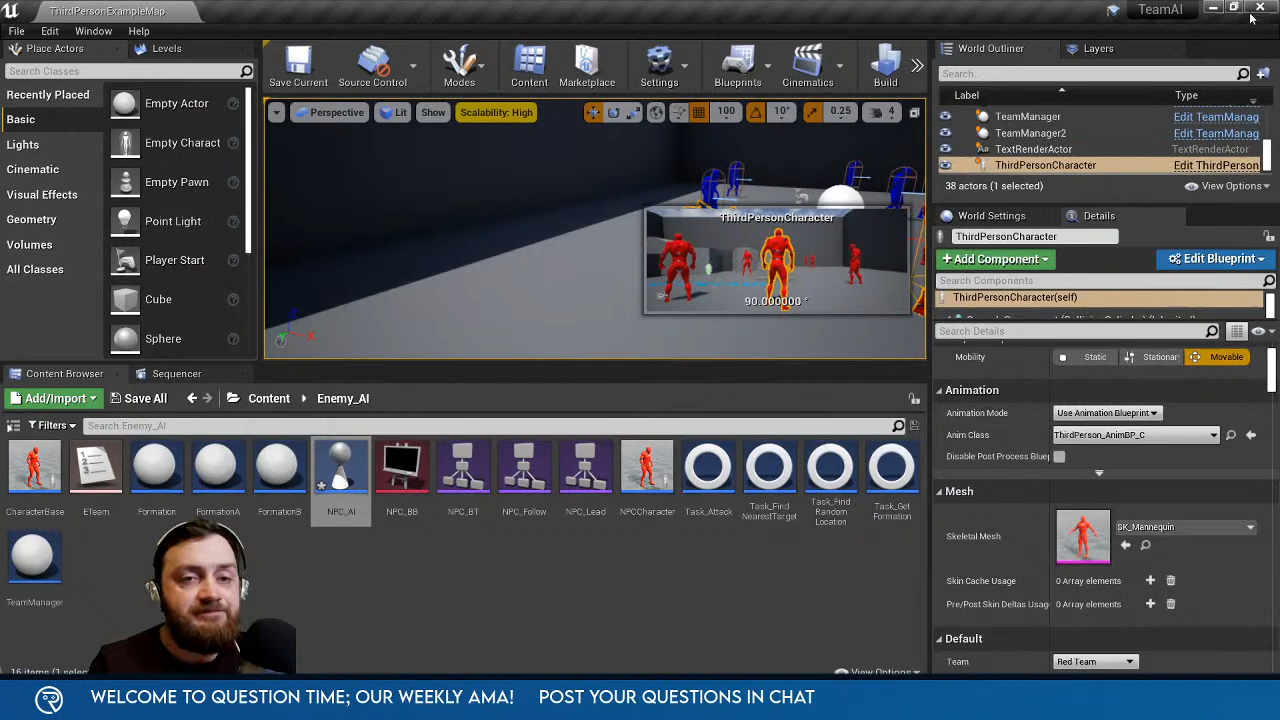 ThirdPersonExampleMap
TeamAI
File Edit Window Help
Place Actors
Levels
Search Classes
Recently Placed
Basic
Lights
Cinematic
Visual Effects
Geometry
Volumes
All Classes
Empty Actor
Empty Charact
Empty Pawn
Point Light
Player Start
Cube
Sphere
Save Current
Source Control
Modes
Content
Marketplace
Settings
Blueprints
Cinematics
Build
Perspective
Lit
Show
Scalability: High
100
10°
0.25
4
ThirdPersonCharacter
90.000000 °
World Outliner
Layers
Search...
Label
Type
TeamManager Edit TeamManag
TeamManager2 Edit TeamManag
TextRenderActor TextRenderActor
ThirdPersonCharacter Edit ThirdPerson
38 actors (1 selected)
View Options
World Settings
Details
ThirdPersonCharacter
Add Component
Edit Blueprint
Search Components
ThirdPersonCharacter(self)
Search Details
Mobility
Static
Stationar
Movable
Animation
Animation Mode
Use Animation Blueprint
Anim Class
ThirdPerson_AnimBP_C
Disable Post Process Bluep
Mesh
Skeletal Mesh
SK_Mannequin
Skin Cache Usage
0 Array elements
Pre/Post Skin Deltas Usag
0 Array elements
Default
Team
Red Team
Content Browser
Sequencer
Add/Import
Save All
Content
Enemy_AI
Filters
Search Enemy_AI
CharacterBase
ETeam
Formation
FormationA
FormationB
NPC_AI
NPC_BB
NPC_BT
NPC_Follow
NPC_Lead
NPCCharacter
Task_Attack
Task_Find
NearestTarget
Task_Find
Random
Location
Task_Get
Formation
TeamManager
16 items (1 selec
View Options
WELCOME TO QUESTION TIME; OUR WEEKLY AMA! POST YOUR QUESTIONS IN CHAT